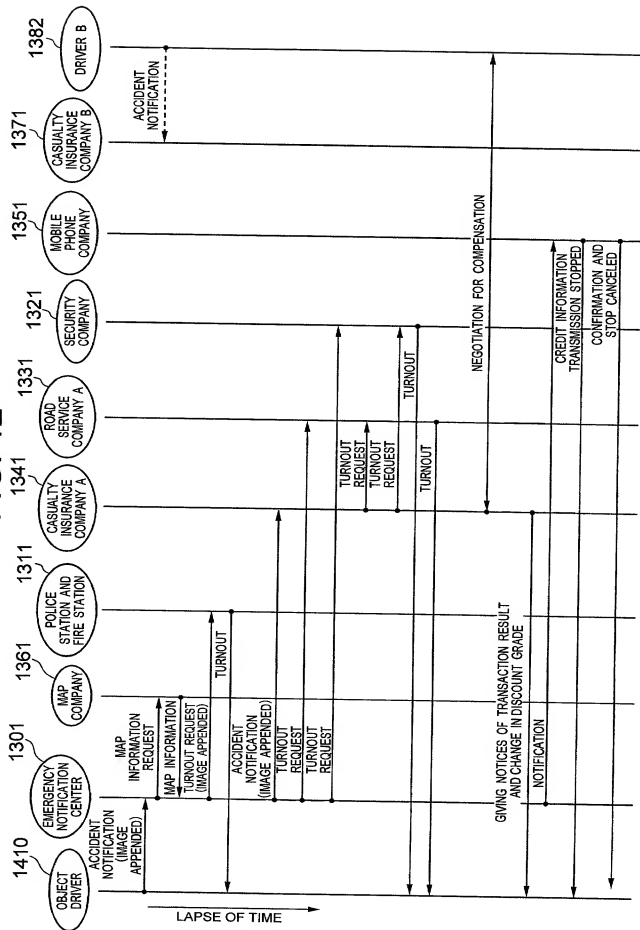 1410
OBJECT
DRIVER
1301
EMERGENCY
NOTIFICATION
CENTER
1361
MAP
COMPANY
1311
POLICE
STATION AND
FIRE STATION
1341
CASUALTY
INSURANCE
COMPANY A
1331
ROAD
SERVICE
COMPANY A
1321
SECURITY
COMPANY
1351
MOBILE
PHONE
COMPANY
1371
CASUALTY
INSURANCE
COMPANY B
1382
DRIVER B
LAPSE OF TIME
ACCIDENT
NOTIFICATION
(IMAGE
APPENDED)
ACCIDENT
NOTIFICATION
MAP
INFORMATION
REQUEST
MAP INFORMATION
TURNOUT REQUEST
(IMAGE APPENDED)
TURNOUT
ACCIDENT
NOTIFICATION
(IMAGE APPENDED)
TURNOUT
REQUEST
TURNOUT
REQUEST
TURNOUT
REQUEST
TURNOUT
REQUEST
TURNOUT
TURNOUT
NEGOTIATION FOR COMPENSATION
GIVING NOTICES OF TRANSACTION RESULT
AND CHANGE IN DISCOUNT GRADE
NOTIFICATION
CREDIT INFORMATION
TRANSMISSION STOPPED
CONFIRMATION AND
STOP CANCELED